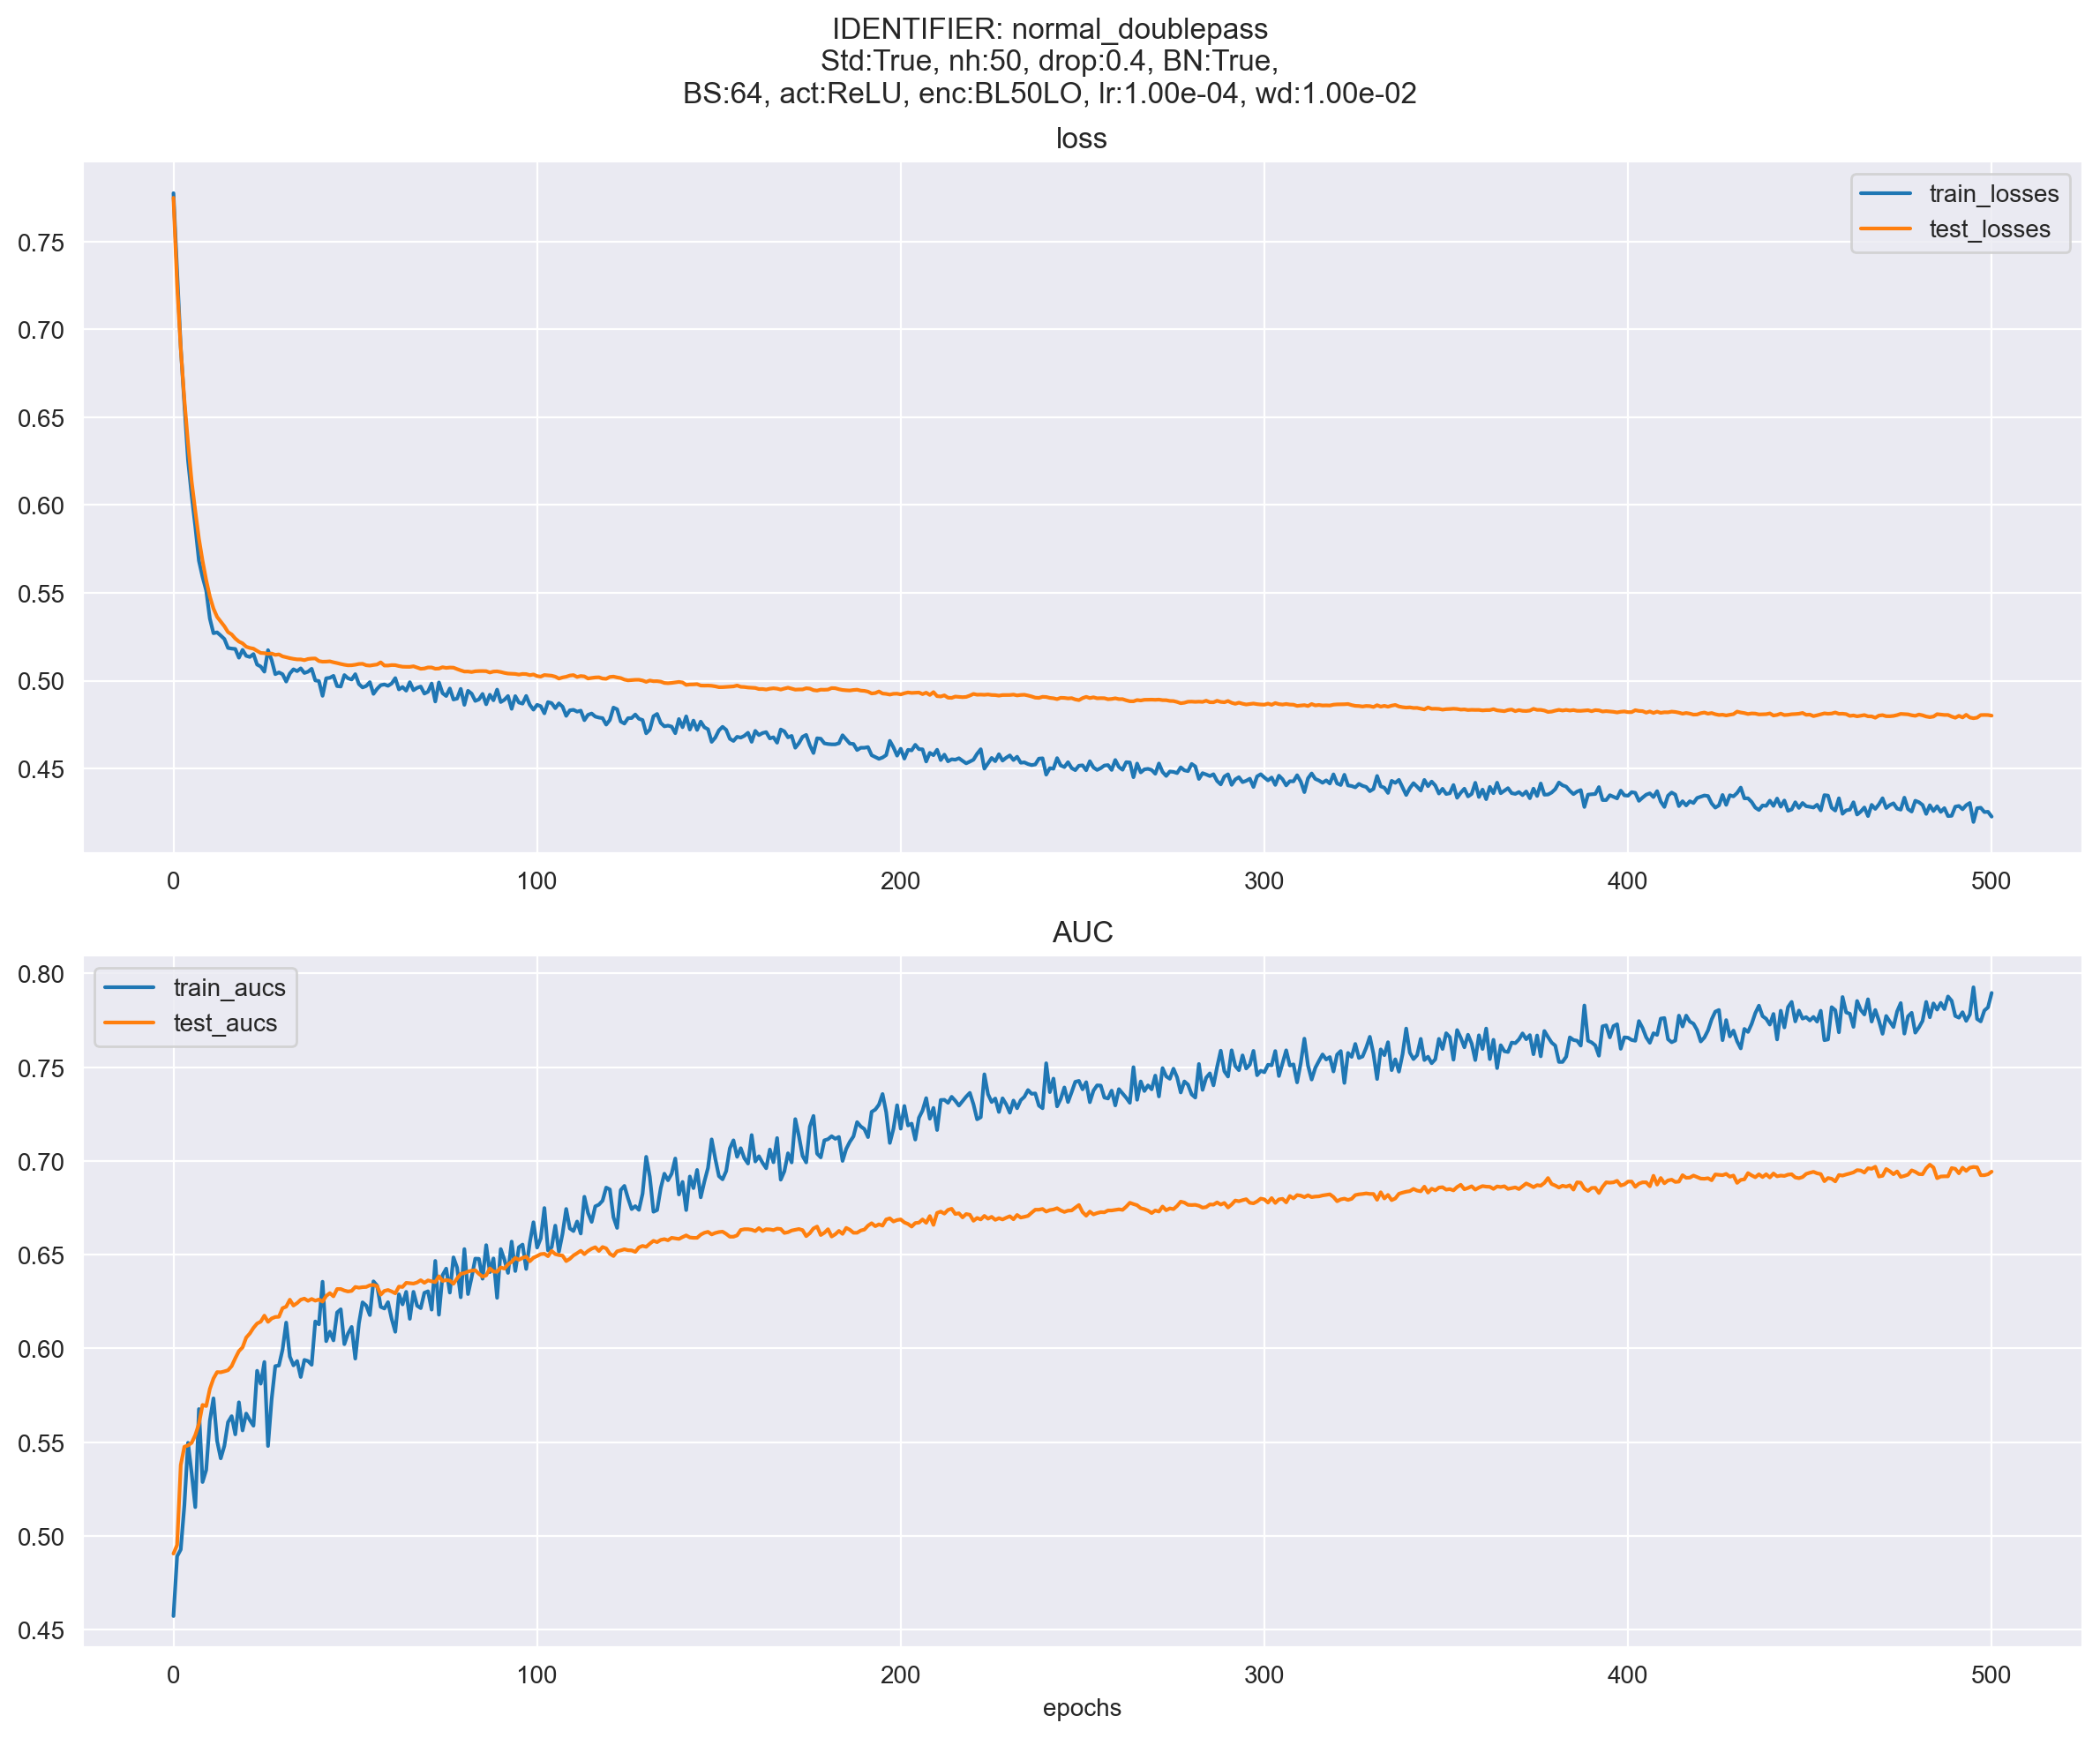 IDENTIFIER: normal_doublepass
Std:True, nh:50, drop:0.4, BN:True,
BS:64, act:ReLU, enc:BL50LO, lr:1.00e-04, wd:1.00e-02
loss
train_losses
test_losses
0.75
0.70
0.65
0.60
0.55
0.50
0.45
0 100 200 300 400 500
AUC
train_aucs
test_aucs
0.80
0.75
0.70
0.65
0.60
0.55
0.50
0.45
0 100 200 300 400 500
epochs